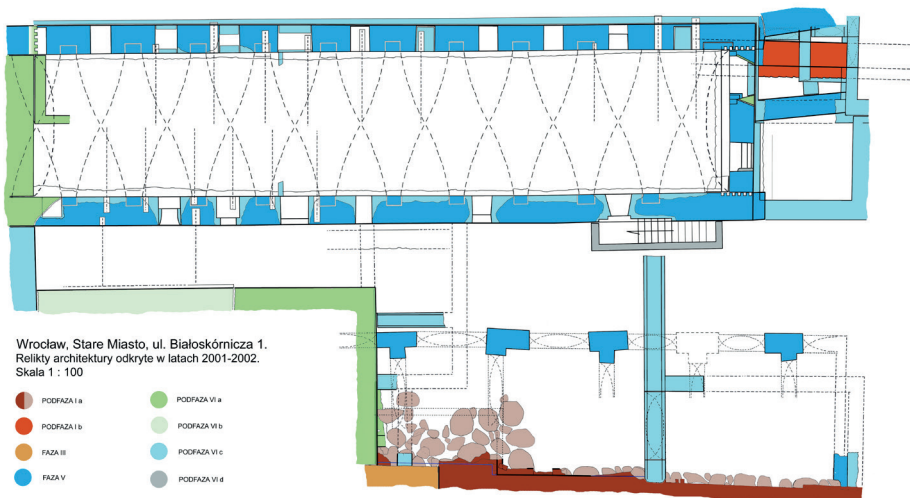 Wrocław, Stare Miasto, ul. Białoskórnicza 1.
Relikty architektury odkryte w latach 2001-2002.
Skala 1 : 100
PODFAZA I a
PODFAZA I b
FAZA III
FAZA V
PODFAZA VI a
PODFAZA VI b
PODFAZA VI c
PODFAZA VI d